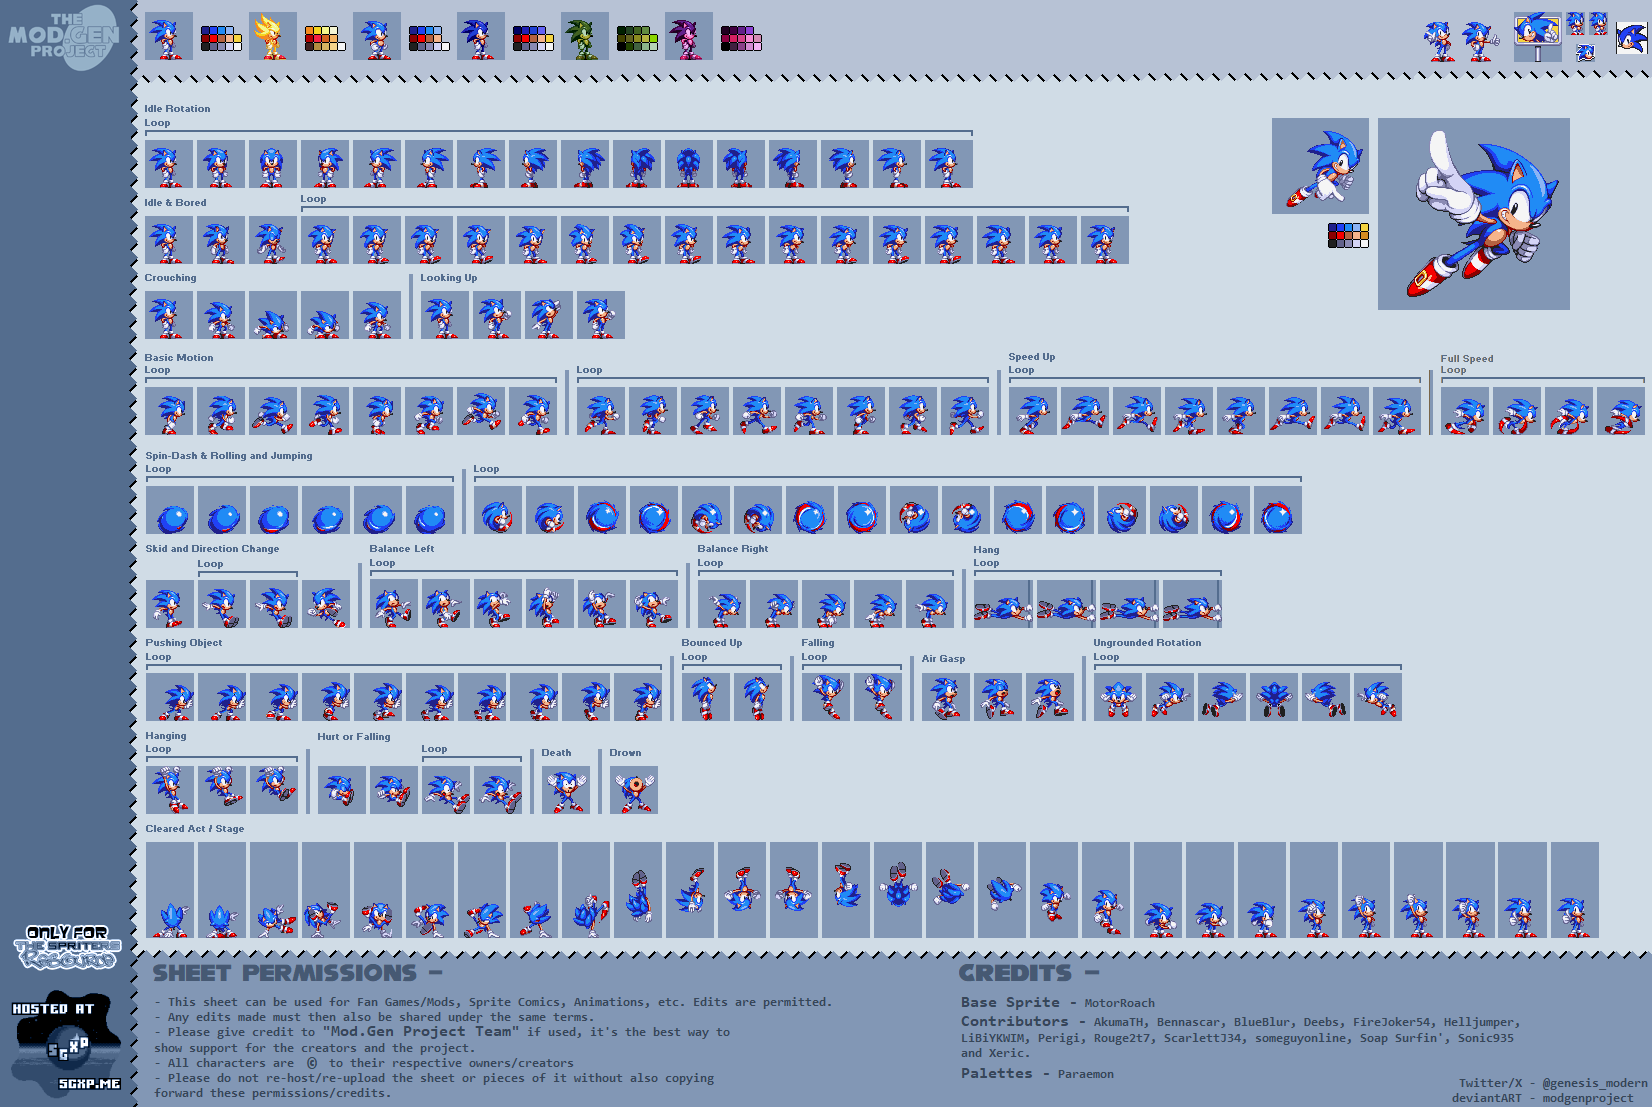 THE
MOD.GEN
PROJECT
Idle Rotation
Loop
Idle & Bored
Loop
Crouching
Looking Up
Basic Motion
Loop
Loop
Speed Up
Loop
Full Speed
Loop
Spin-Dash & Rolling and Jumping
Loop
Loop
Skid and Direction Change
Loop
Balance Left
Loop
Balance Right
Loop
Hang
Loop
Pushing Object
Loop
Bounced Up
Loop
Falling
Loop
Air Gasp
Ungrounded Rotation
Loop
Hanging
Loop
Hurt or Falling
Loop
Death
Drown
Cleared Act / Stage
ONLY FOR
THE SPRITERS
RESOURCE
HOSTED AT
SGXP
SGXP.ME
SHEET PERMISSIONS -
- This sheet can be used for Fan Games/Mods, Sprite Comics, Animations, etc. Edits are permitted.
- Any edits made must then also be shared under the same terms.
- Please give credit to "Mod.Gen Project Team" if used, it's the best way to
show support for the creators and the project.
- All characters are © to their respective owners/creators
- Please do not re-host/re-upload the sheet or pieces of it without also copying
forward these permissions/credits.
CREDITS -
Base Sprite - MotorRoach
Contributors - AkumaTH, Bennascar, BlueBlur, Deebs, FireJoker54, Helljumper,
LiBiYKWIM, Perigi, Rouge2t7, ScarlettJ34, someguyonline, Soap Surfin', Sonic935
and Xeric.
Palettes - Paraemon
Twitter/X - @genesis_modern
deviantART - modgenproject